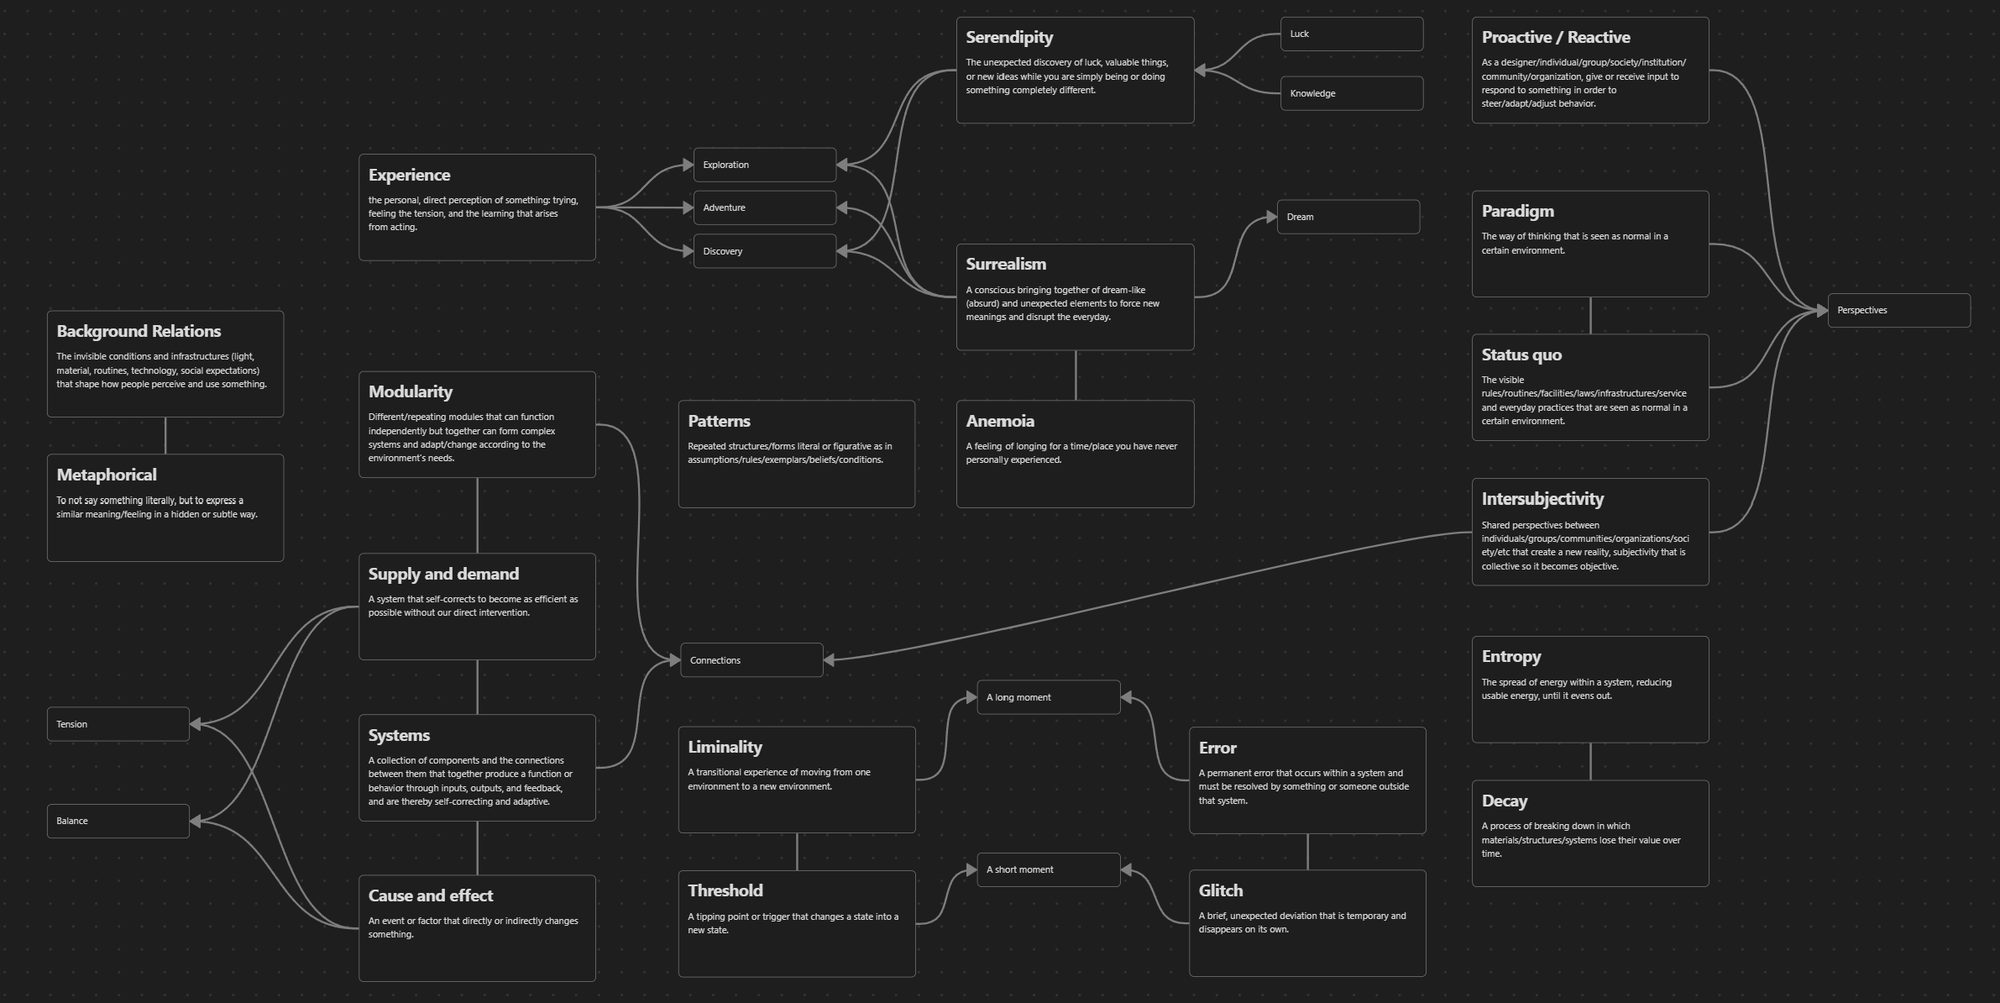 Serendipity
The unexpected discovery of luck, valuable things,
or new ideas while you are simply being or doing
something completely different.
Luck
Knowledge
Proactive / Reactive
As a designer/individual/group/society/institution/
community/organization, give or receive input to
respond to something in order to
steer/adapt/adjust behavior.
Experience
the personal, direct perception of something: trying,
feeling the tension, and the learning that arises
from acting.
Exploration
Adventure
Discovery
Surrealism
A conscious bringing together of dream-like
(absurd) and unexpected elements to force new
meanings and disrupt the everyday.
Dream
Paradigm
The way of thinking that is seen as normal in a
certain environment.
Perspectives
Background Relations
The invisible conditions and infrastructures (light,
material, routines, technology, social expectations)
that shape how people perceive and use something.
Metaphorical
To not say something literally, but to express a
similar meaning/feeling in a hidden or subtle way.
Modularity
Different/repeating modules that can function
independently but together can form complex
systems and adapt/change according to the
environment's needs.
Patterns
Repeated structures/forms literal or figurative as in
assumptions/rules/exemplars/beliefs/conditions.
Anemoia
A feeling of longing for a time/place you have never
personally experienced.
Status quo
The visible
rules/routines/facilities/laws/infrastructures/service
and everyday practices that are seen as normal in a
certain environment.
Intersubjectivity
Shared perspectives between
individuals/groups/communities/organizations/soci
ety/etc that create a new reality, subjectivity that is
collective so it becomes objective.
Supply and demand
A system that self-corrects to become as efficient as
possible without our direct intervention.
Connections
Tension
Balance
Systems
A collection of components and the connections
between them that together produce a function or
behavior through inputs, outputs, and feedback,
and are thereby self-correcting and adaptive.
Cause and effect
An event or factor that directly or indirectly changes
something.
Liminality
A transitional experience of moving from one
environment to a new environment.
A long moment
Error
A permanent error that occurs within a system and
must be resolved by something or someone outside
that system.
Threshold
A tipping point or trigger that changes a state into a
new state.
A short moment
Glitch
A brief, unexpected deviation that is temporary and
disappears on its own.
Entropy
The spread of energy within a system, reducing
usable energy, until it evens out.
Decay
A process of breaking down in which
materials/structures/systems lose their value over
time.